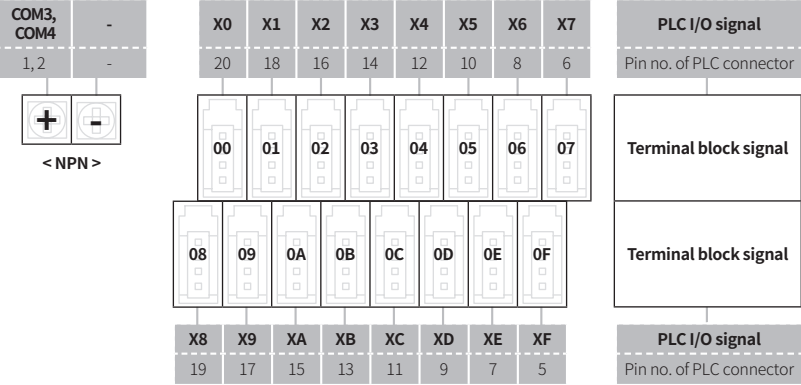 COM3,
COM4 -
X0 X1 X2 X3 X4 X5 X6 X7 PLC I/O signal
1, 2 - 20 18 16 14 12 10 8 6 Pin no. of PLC connector
+ -
< NPN >
00 01 02 03 04 05 06 07 Terminal block signal
08 09 0A 0B 0C 0D 0E 0F Terminal block signal
X8 X9 XA XB XC XD XE XF PLC I/O signal
19 17 15 13 11 9 7 5 Pin no. of PLC connector